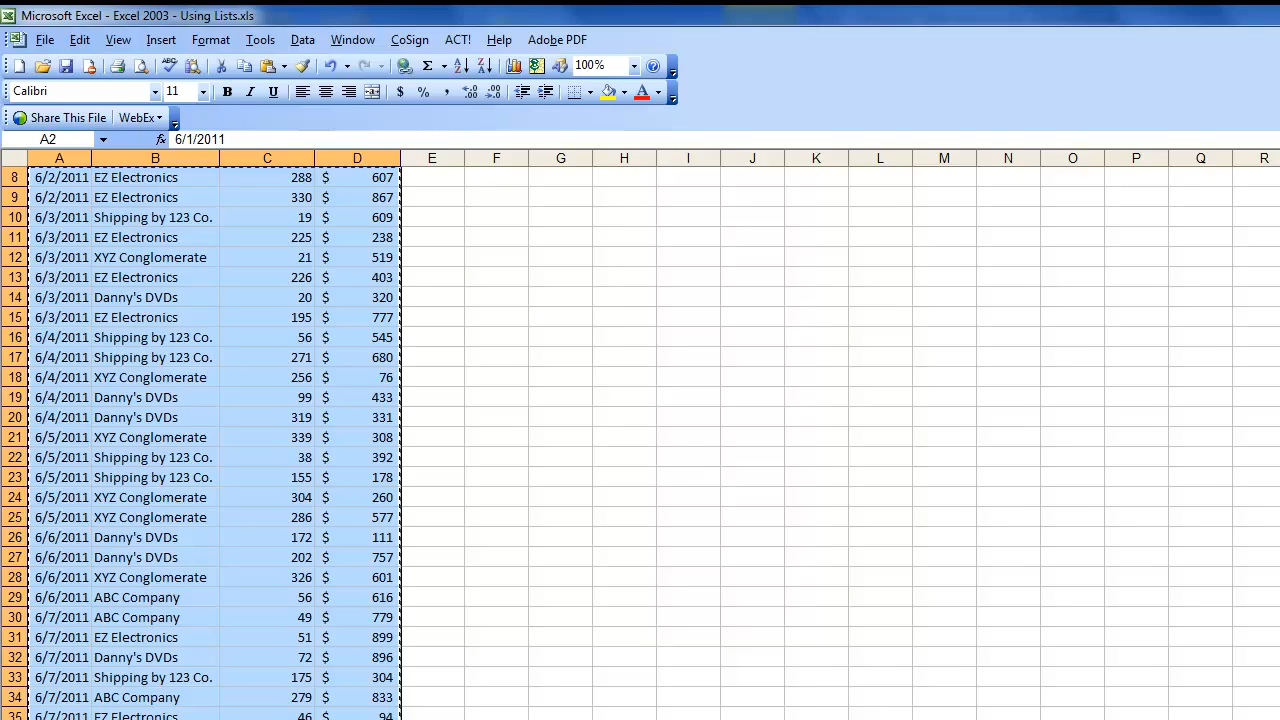 Microsoft Excel - Excel 2003 - Using Lists.xls
File Edit View Insert Format Tools Data Window CoSign ACT! Help Adobe PDF
100%
Calibri 11 B I U $ % ,
Share This File WebEx
A2 fx 6/1/2011
A B C D E F G H I J K L M N O P Q R
8 6/2/2011 EZ Electronics 288 $ 607
9 6/2/2011 EZ Electronics 330 $ 867
10 6/3/2011 Shipping by 123 Co. 19 $ 609
11 6/3/2011 EZ Electronics 225 $ 238
12 6/3/2011 XYZ Conglomerate 21 $ 519
13 6/3/2011 EZ Electronics 226 $ 403
14 6/3/2011 Danny's DVDs 20 $ 320
15 6/3/2011 EZ Electronics 195 $ 777
16 6/4/2011 Shipping by 123 Co. 56 $ 545
17 6/4/2011 Shipping by 123 Co. 271 $ 680
18 6/4/2011 XYZ Conglomerate 256 $ 76
19 6/4/2011 Danny's DVDs 99 $ 433
20 6/4/2011 Danny's DVDs 319 $ 331
21 6/5/2011 XYZ Conglomerate 339 $ 308
22 6/5/2011 Shipping by 123 Co. 38 $ 392
23 6/5/2011 Shipping by 123 Co. 155 $ 178
24 6/5/2011 XYZ Conglomerate 304 $ 260
25 6/5/2011 XYZ Conglomerate 286 $ 577
26 6/6/2011 Danny's DVDs 172 $ 111
27 6/6/2011 Danny's DVDs 202 $ 757
28 6/6/2011 XYZ Conglomerate 326 $ 601
29 6/6/2011 ABC Company 56 $ 616
30 6/7/2011 ABC Company 49 $ 779
31 6/7/2011 EZ Electronics 51 $ 899
32 6/7/2011 Danny's DVDs 72 $ 896
33 6/7/2011 Shipping by 123 Co. 175 $ 304
34 6/7/2011 ABC Company 279 $ 833
35 6/7/2011 EZ Electronics 46 $ 94